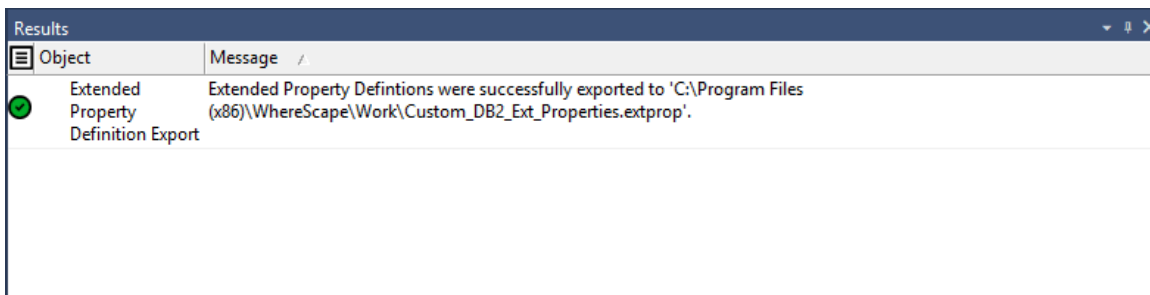 Results
Object Message
Extended Extended Property Defintions were successfully exported to 'C:\Program Files
Property (x86)\WhereScape\Work\Custom_DB2_Ext_Properties.extprop'.
Definition Export